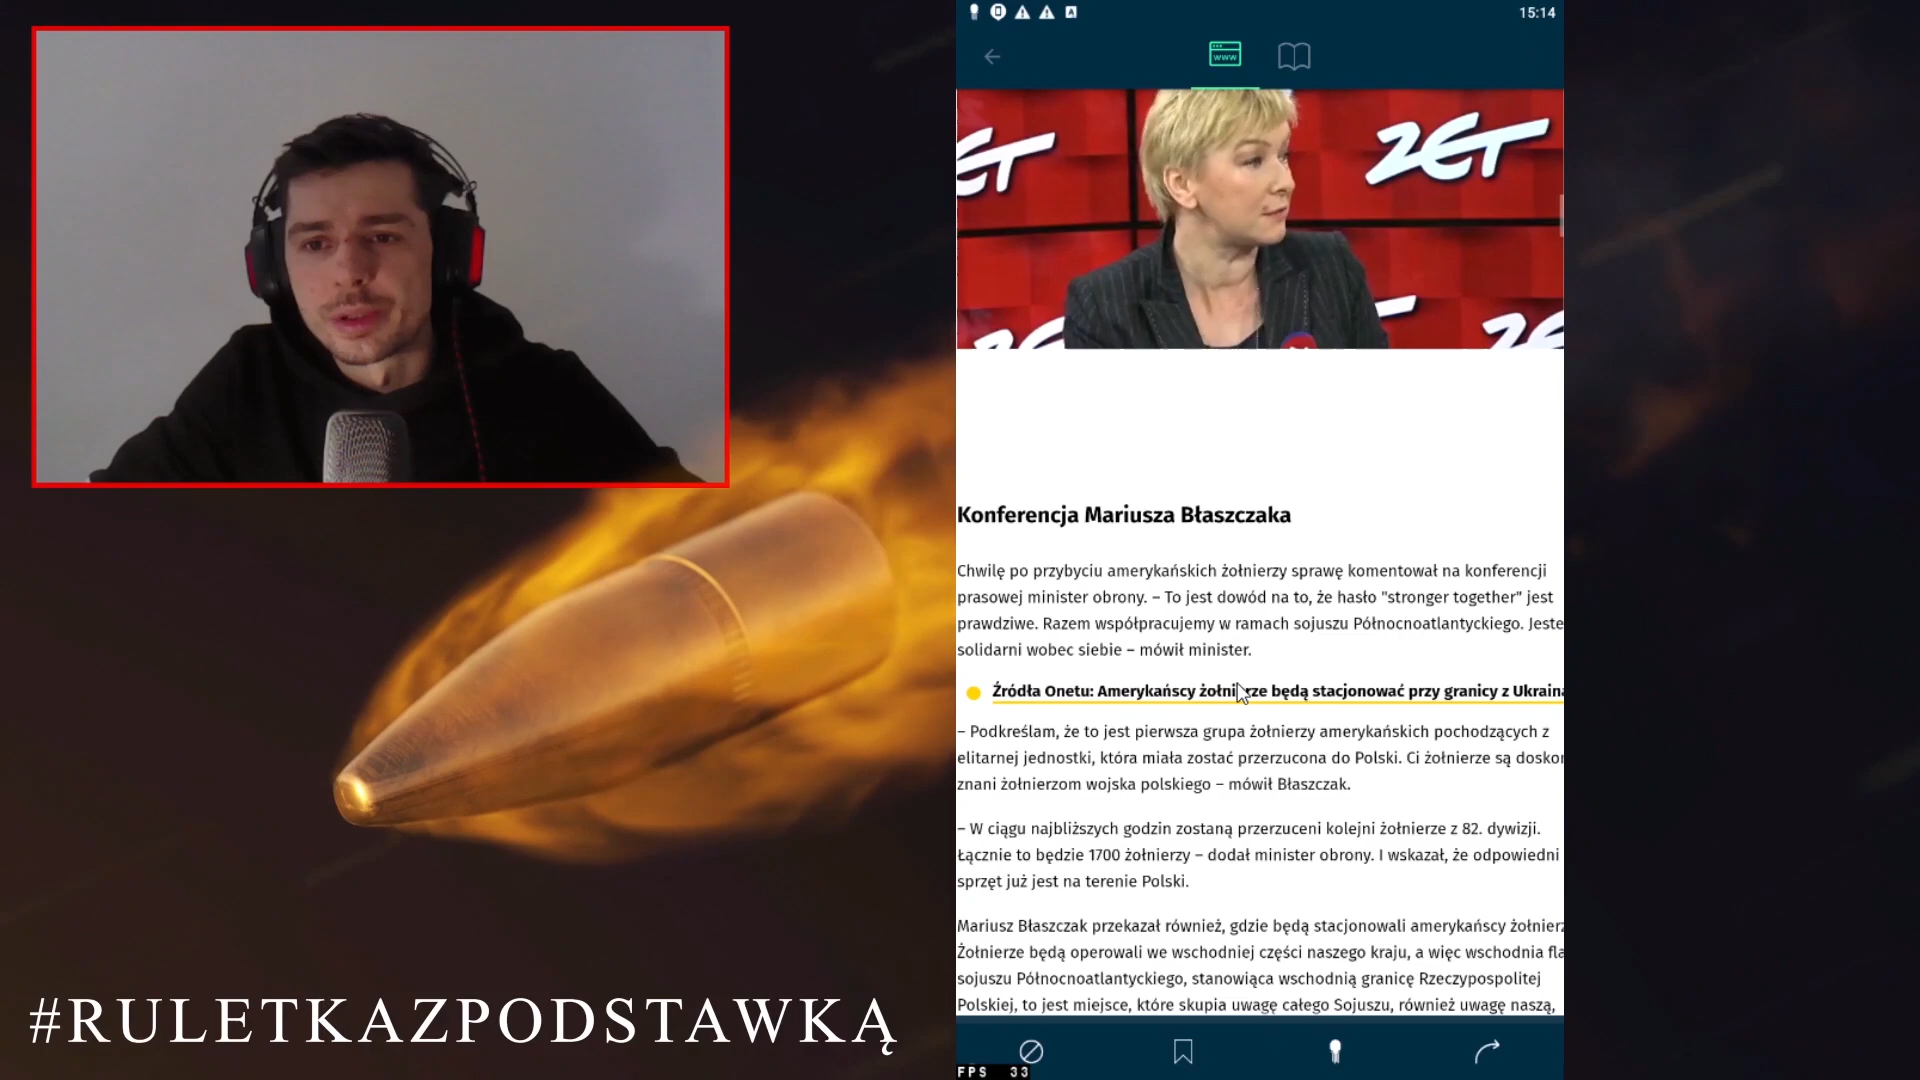 15:14
www
ZET
ZET
ZE
ZE
Konferencja Mariusza Błaszczaka
Chwilę po przybyciu amerykańskich żołnierzy sprawę komentował na konferencji
prasowej minister obrony. – To jest dowód na to, że hasło "stronger together" jest
prawdziwe. Razem współpracujemy w ramach sojuszu Północnoatlantyckiego. Jeste
solidarni wobec siebie – mówił minister.
Źródła Onetu: Amerykańscy żołnierze będą stacjonować przy granicy z Ukrain
– Podkreślam, że to jest pierwsza grupa żołnierzy amerykańskich pochodzących z
elitarnej jednostki, która miała zostać przerzucona do Polski. Ci żołnierze są doskon
znani żołnierzom wojska polskiego – mówił Błaszczak.
– W ciągu najbliższych godzin zostaną przerzuceni kolejni żołnierze z 82. dywizji.
Łącznie to będzie 1700 żołnierzy – dodał minister obrony. I wskazał, że odpowiedni
sprzęt już jest na terenie Polski.
Mariusz Błaszczak przekazał również, gdzie będą stacjonowali amerykańscy żołnierz
Żołnierze będą operowali we wschodniej części naszego kraju, a więc wschodnia fla
sojuszu Północnoatlantyckiego, stanowiąca wschodnią granicę Rzeczypospolitej
Polskiej, to jest miejsce, które skupia uwagę całego Sojuszu, również uwagę naszą,
FPS 33
#RULETKAZPODSTAWKĄ